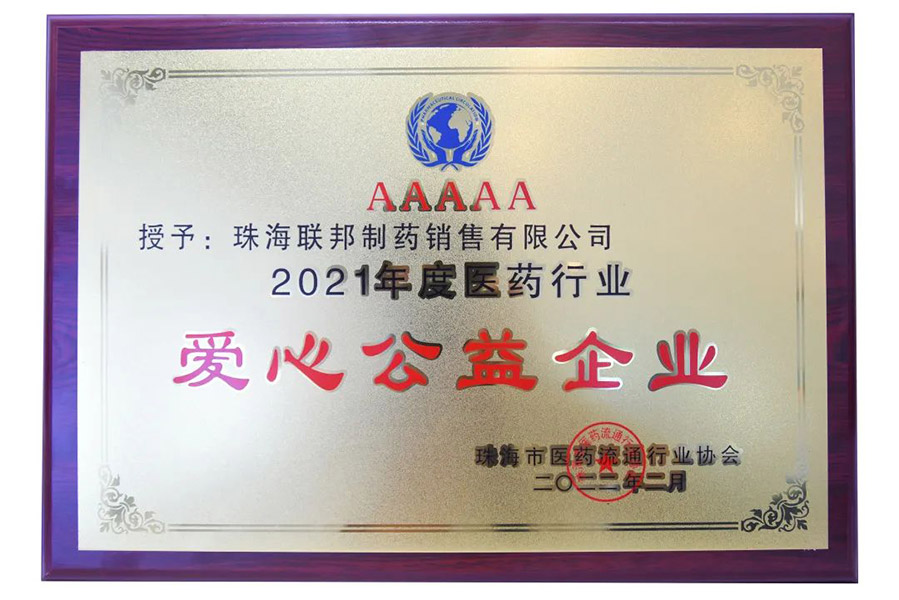 PHARMACEUTICAL CIRCULATION
AAAAA
授予：珠海联邦制药销售有限公司
2021年度医药行业
爱心公益企业
珠海市医药流通行业协会
二〇二二年二月